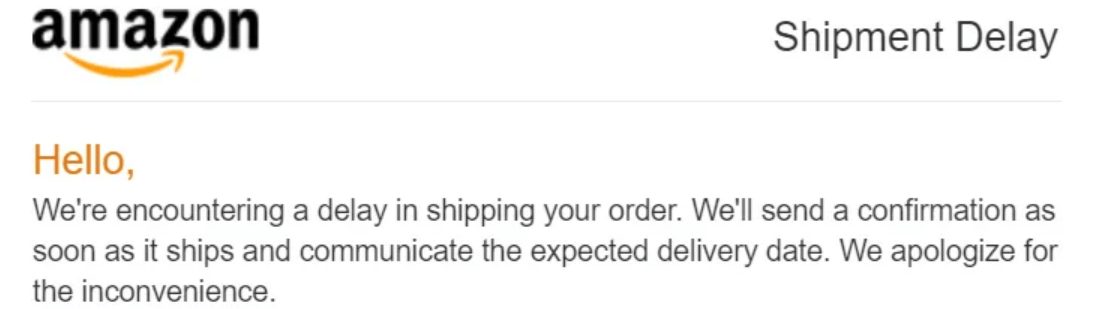 amazon
Shipment Delay
Hello,
We're encountering a delay in shipping your order. We'll send a confirmation as
soon as it ships and communicate the expected delivery date. We apologize for
the inconvenience.